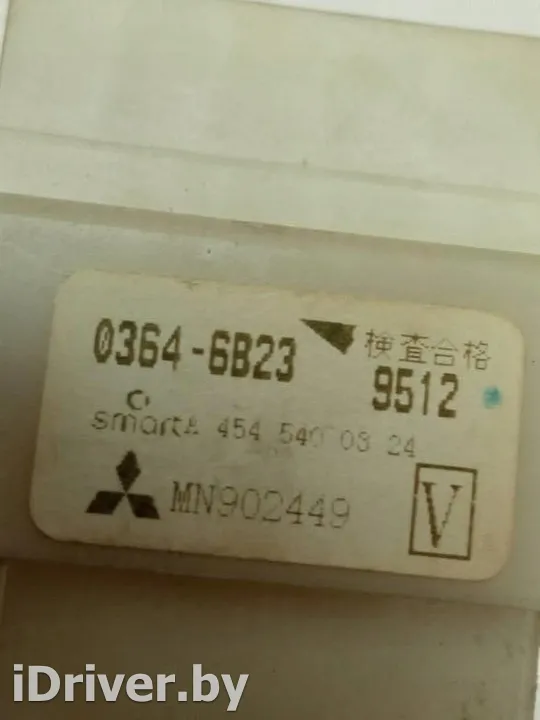 0364-6B23 検査合格
9512
smart A 454 540 03 24
MN902449 V
iDriver.by